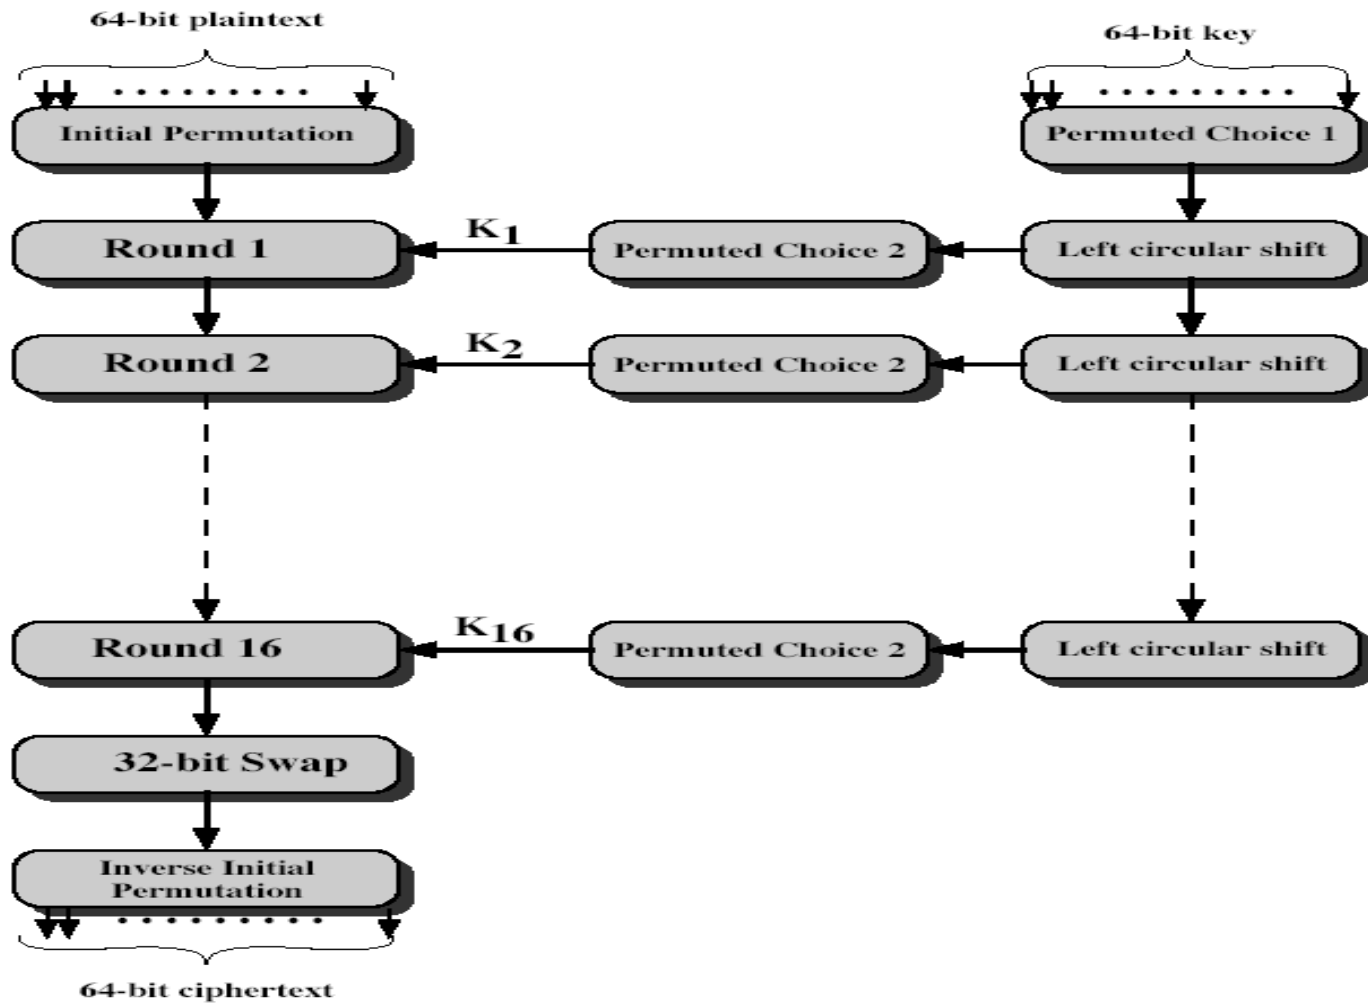 64-bit plaintext
64-bit key
Initial Permutation
Permuted Choice 1
Round 1
K1
Permuted Choice 2
Left circular shift
Round 2
K2
Permuted Choice 2
Left circular shift
Round 16
K16
Permuted Choice 2
Left circular shift
32-bit Swap
Inverse Initial
Permutation
64-bit ciphertext